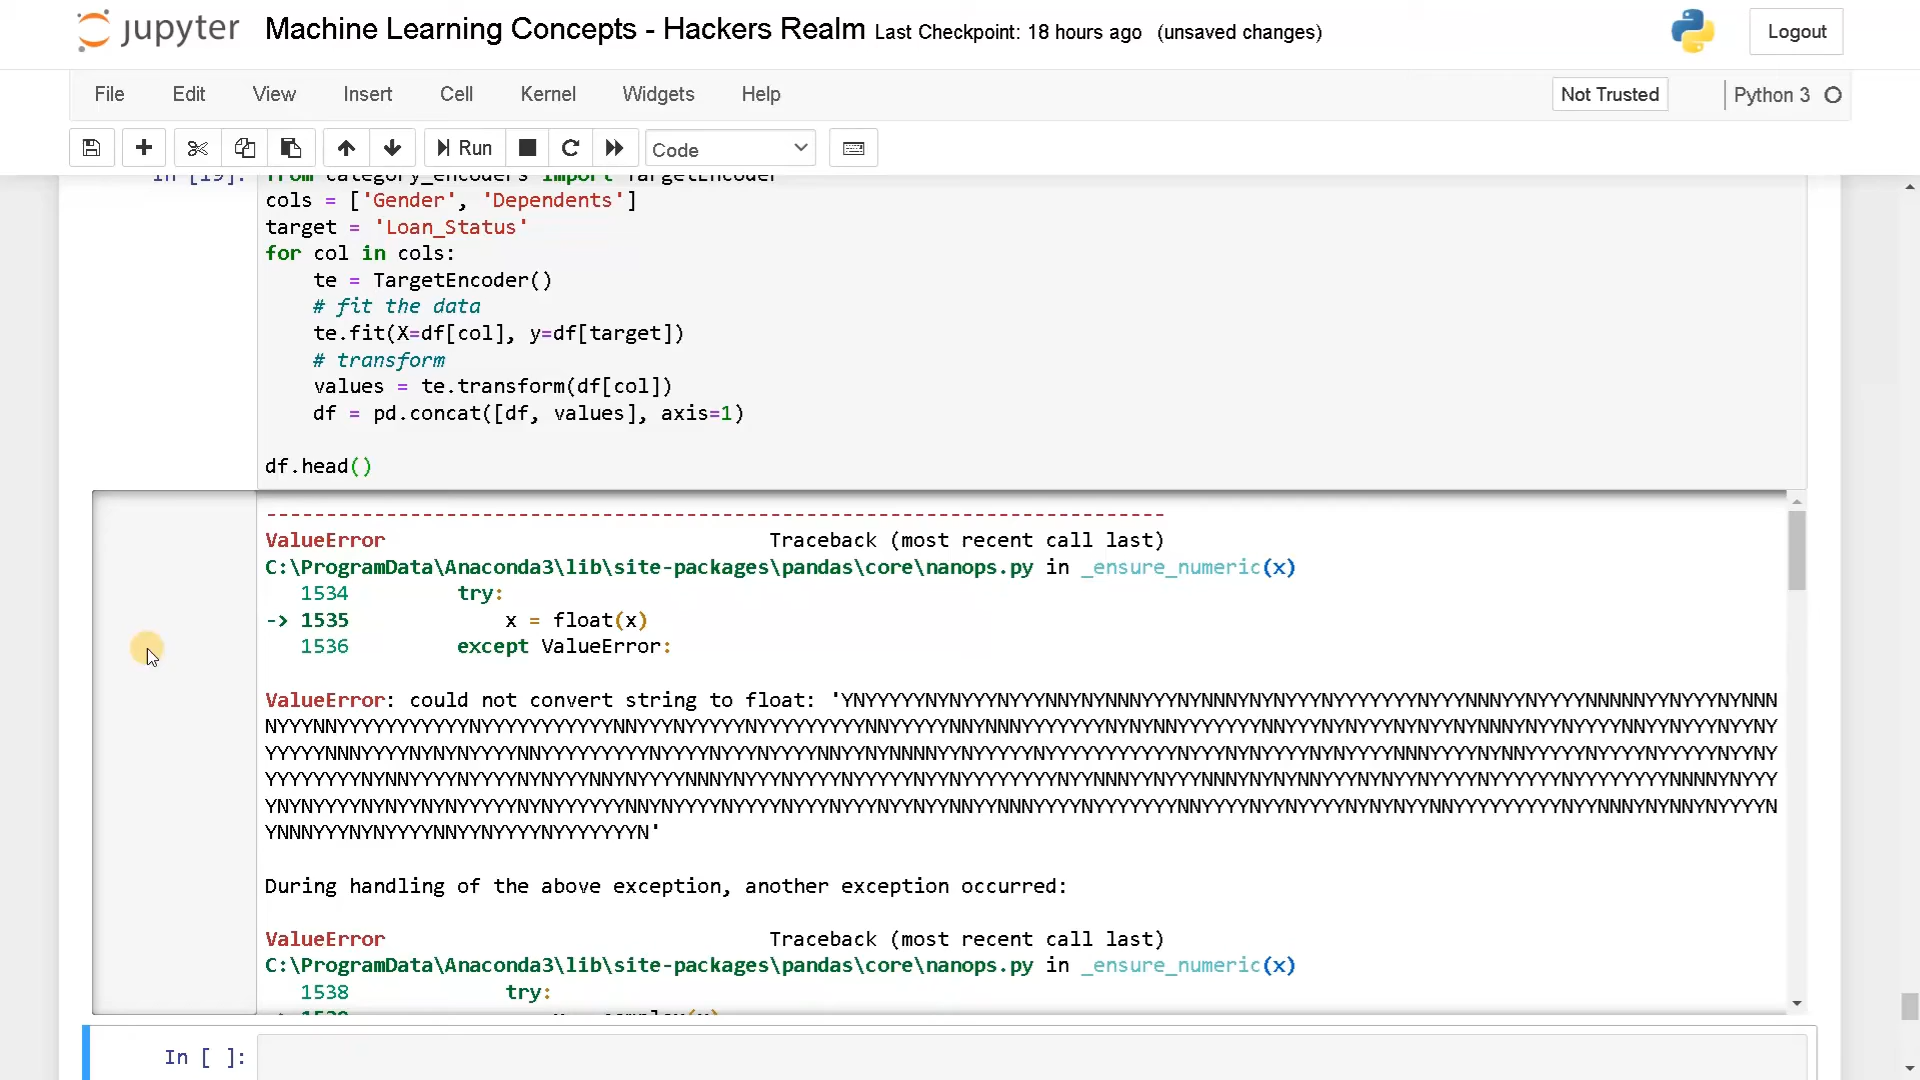 jupyter Machine Learning Concepts - Hackers Realm Last Checkpoint: 18 hours ago (unsaved changes) Logout
File Edit View Insert Cell Kernel Widgets Help Not Trusted Python 3
Run Code
In [19]: from category_encoders import TargetEncoder
cols = ['Gender', 'Dependents']
target = 'Loan_Status'
for col in cols:
    te = TargetEncoder()
    # fit the data
    te.fit(X=df[col], y=df[target])
    # transform
    values = te.transform(df[col])
    df = pd.concat([df, values], axis=1)
df.head()
---------------------------------------------------------------------------
ValueError                                Traceback (most recent call last)
C:\ProgramData\Anaconda3\lib\site-packages\pandas\core\nanops.py in _ensure_numeric(x)
   1534         try:
-> 1535             x = float(x)
   1536         except ValueError:
ValueError: could not convert string to float:
During handling of the above exception, another exception occurred:
ValueError                                Traceback (most recent call last)
C:\ProgramData\Anaconda3\lib\site-packages\pandas\core\nanops.py in _ensure_numeric(x)
   1538             try:
In [ ]: